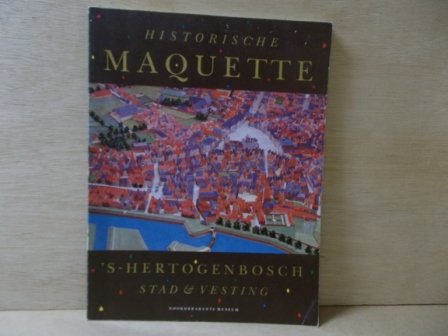 HISTORISCHE
MAQUETTE
'S-HERTOGENBOSCH
STAD & VESTING
NOORDBRABANTS MUSEUM